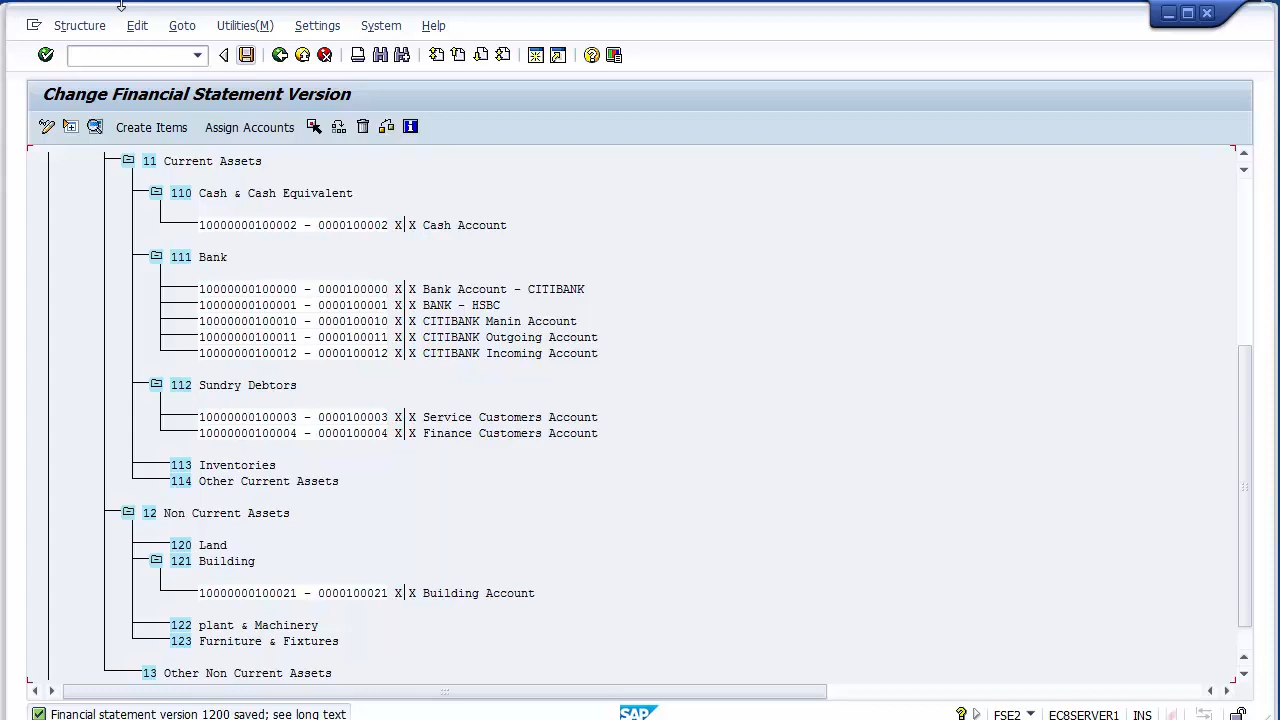 Structure Edit Goto Utilities(M) Settings System Help
Change Financial Statement Version
Create Items Assign Accounts
11 Current Assets
110 Cash & Cash Equivalent
10000000100002 - 0000100002 X X Cash Account
111 Bank
10000000100000 - 0000100000 X X Bank Account - CITIBANK
10000000100001 - 0000100001 X X BANK - HSBC
10000000100010 - 0000100010 X X CITIBANK Manin Account
10000000100011 - 0000100011 X X CITIBANK Outgoing Account
10000000100012 - 0000100012 X X CITIBANK Incoming Account
112 Sundry Debtors
10000000100003 - 0000100003 X X Service Customers Account
10000000100004 - 0000100004 X X Finance Customers Account
113 Inventories
114 Other Current Assets
12 Non Current Assets
120 Land
121 Building
10000000100021 - 0000100021 X X Building Account
122 plant & Machinery
123 Furniture & Fixtures
13 Other Non Current Assets
Financial statement version 1200 saved; see long text SAP FSE2 EC8SERVER1 INS